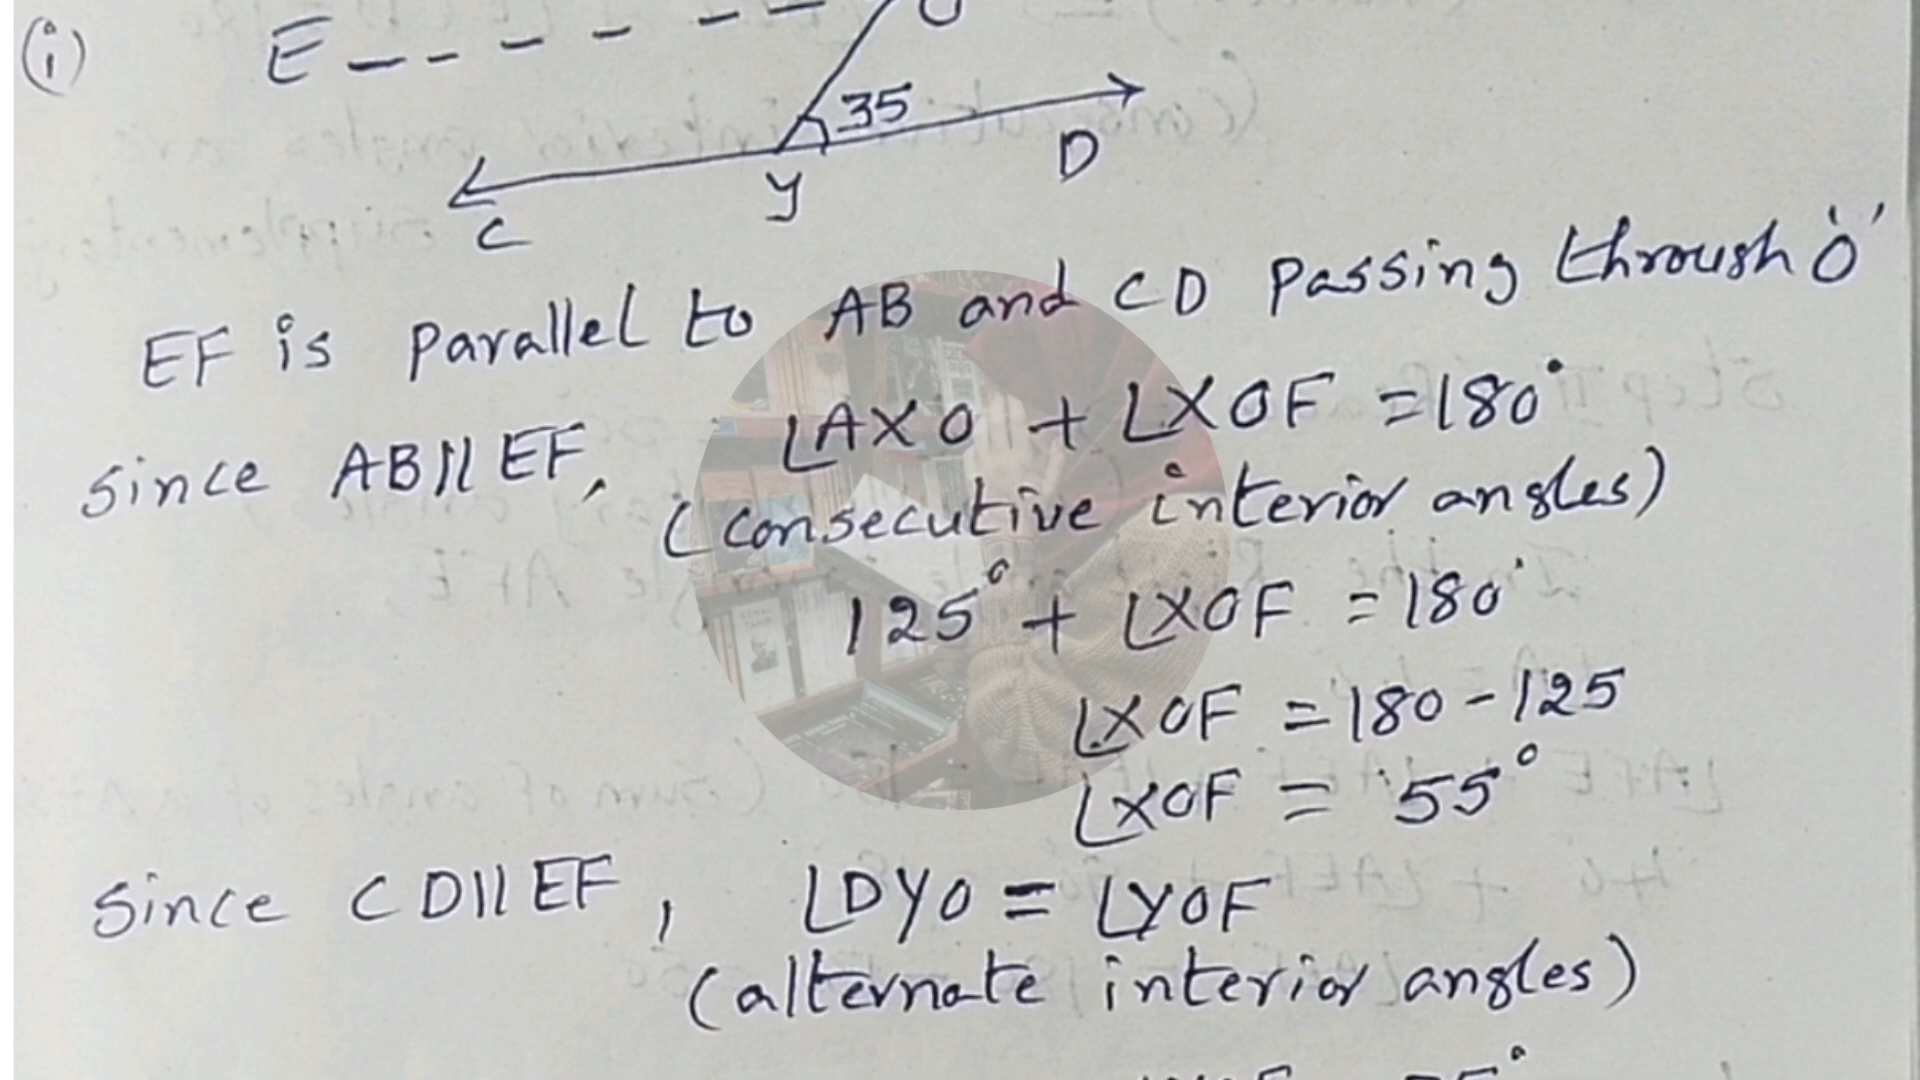 (i) E
O
35
D
y
C
EF is parallel to AB and CD passing through 'O'
since AB||EF, ∠AXO + ∠XOF = 180°
(consecutive interior angles)
125° + ∠XOF = 180°
∠XOF = 180 - 125
∠XOF = 55°
since CD||EF, ∠DYO = ∠YOF
(alternate interior angles)